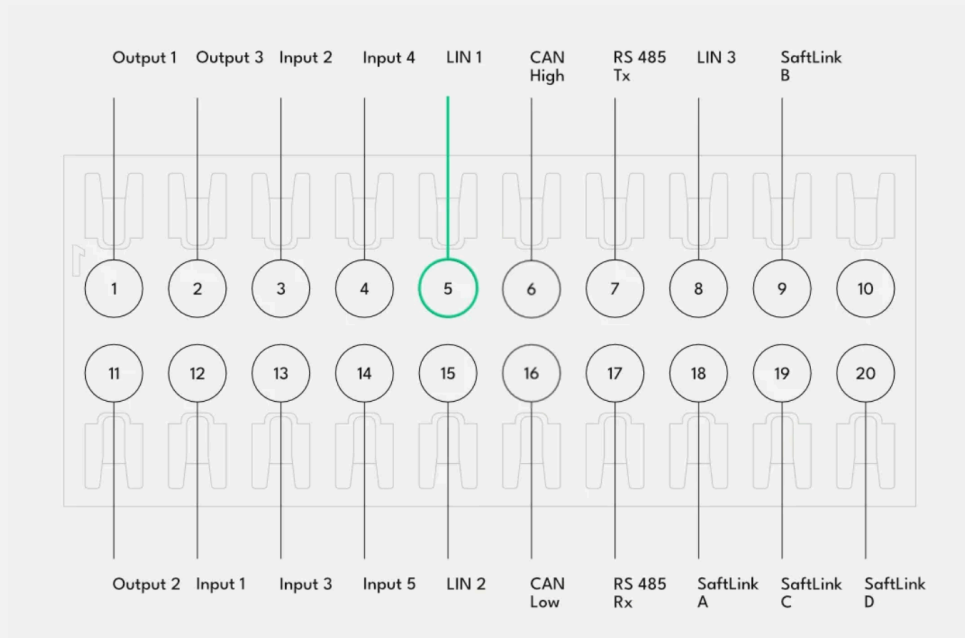 Output 1 Output 3 Input 2 Input 4 LIN 1 CAN High RS 485 Tx LIN 3 SaftLink B
1
1 2 3 4 5 6 7 8 9 10
11 12 13 14 15 16 17 18 19 20
Output 2 Input 1 Input 3 Input 5 LIN 2 CAN Low RS 485 Rx SaftLink A SaftLink C SaftLink D